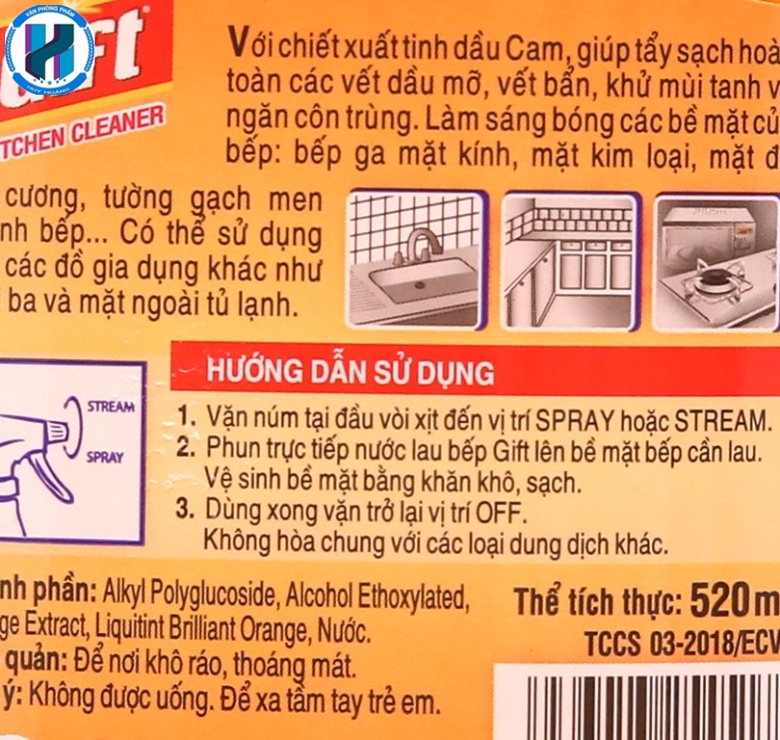 VĂN PHÒNG PHẨM
HUY HOÀNG
TCHEN CLEANER
Với chiết xuất tinh dầu Cam, giúp tẩy sạch hoà
toàn các vết dầu mỡ, vết bẩn, khử mùi tanh v
ngăn côn trùng. Làm sáng bóng các bề mặt củ
bếp: bếp ga mặt kính, mặt kim loại, mặt đ
cương, tường gạch men
nh bếp... Có thể sử dụng
các đồ gia dụng khác như
ba và mặt ngoài tủ lạnh.
HƯỚNG DẪN SỬ DỤNG
STREAM
SPRAY
1. Vặn núm tại đầu vòi xịt đến vị trí SPRAY hoặc STREAM.
2. Phun trực tiếp nước lau bếp Gift lên bề mặt bếp cần lau.
Vệ sinh bề mặt bằng khăn khô, sạch.
3. Dùng xong vặn trở lại vị trí OFF.
Không hòa chung với các loại dung dịch khác.
nh phần: Alkyl Polyglucoside, Alcohol Ethoxylated,
ge Extract, Liquitint Brilliant Orange, Nước.
quản: Để nơi khô ráo, thoáng mát.
ý: Không được uống. Để xa tầm tay trẻ em.
Thể tích thực: 520 m
TCCS 03-2018/ECV